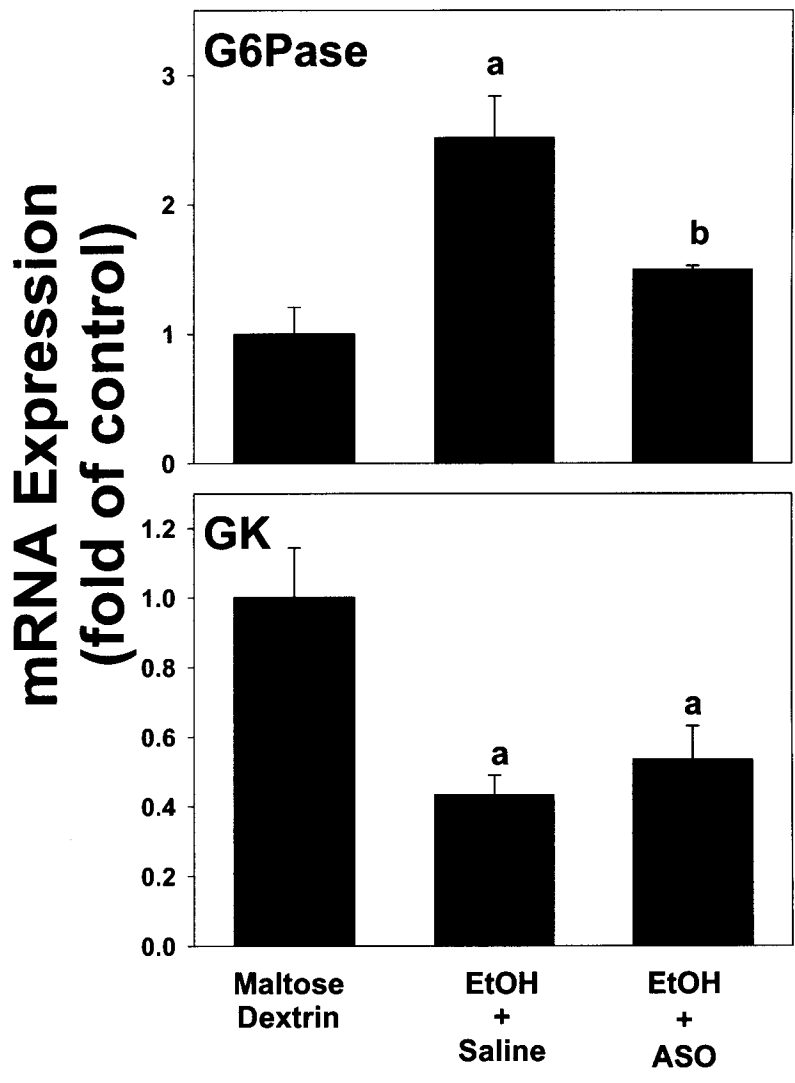 mRNA Expression
(fold of control)
G6Pase
3
2
1
0
a
b
GK
1.2
1.0
0.8
0.6
0.4
0.2
0.0
a
a
Maltose
Dextrin
EtOH
+
Saline
EtOH
+
ASO